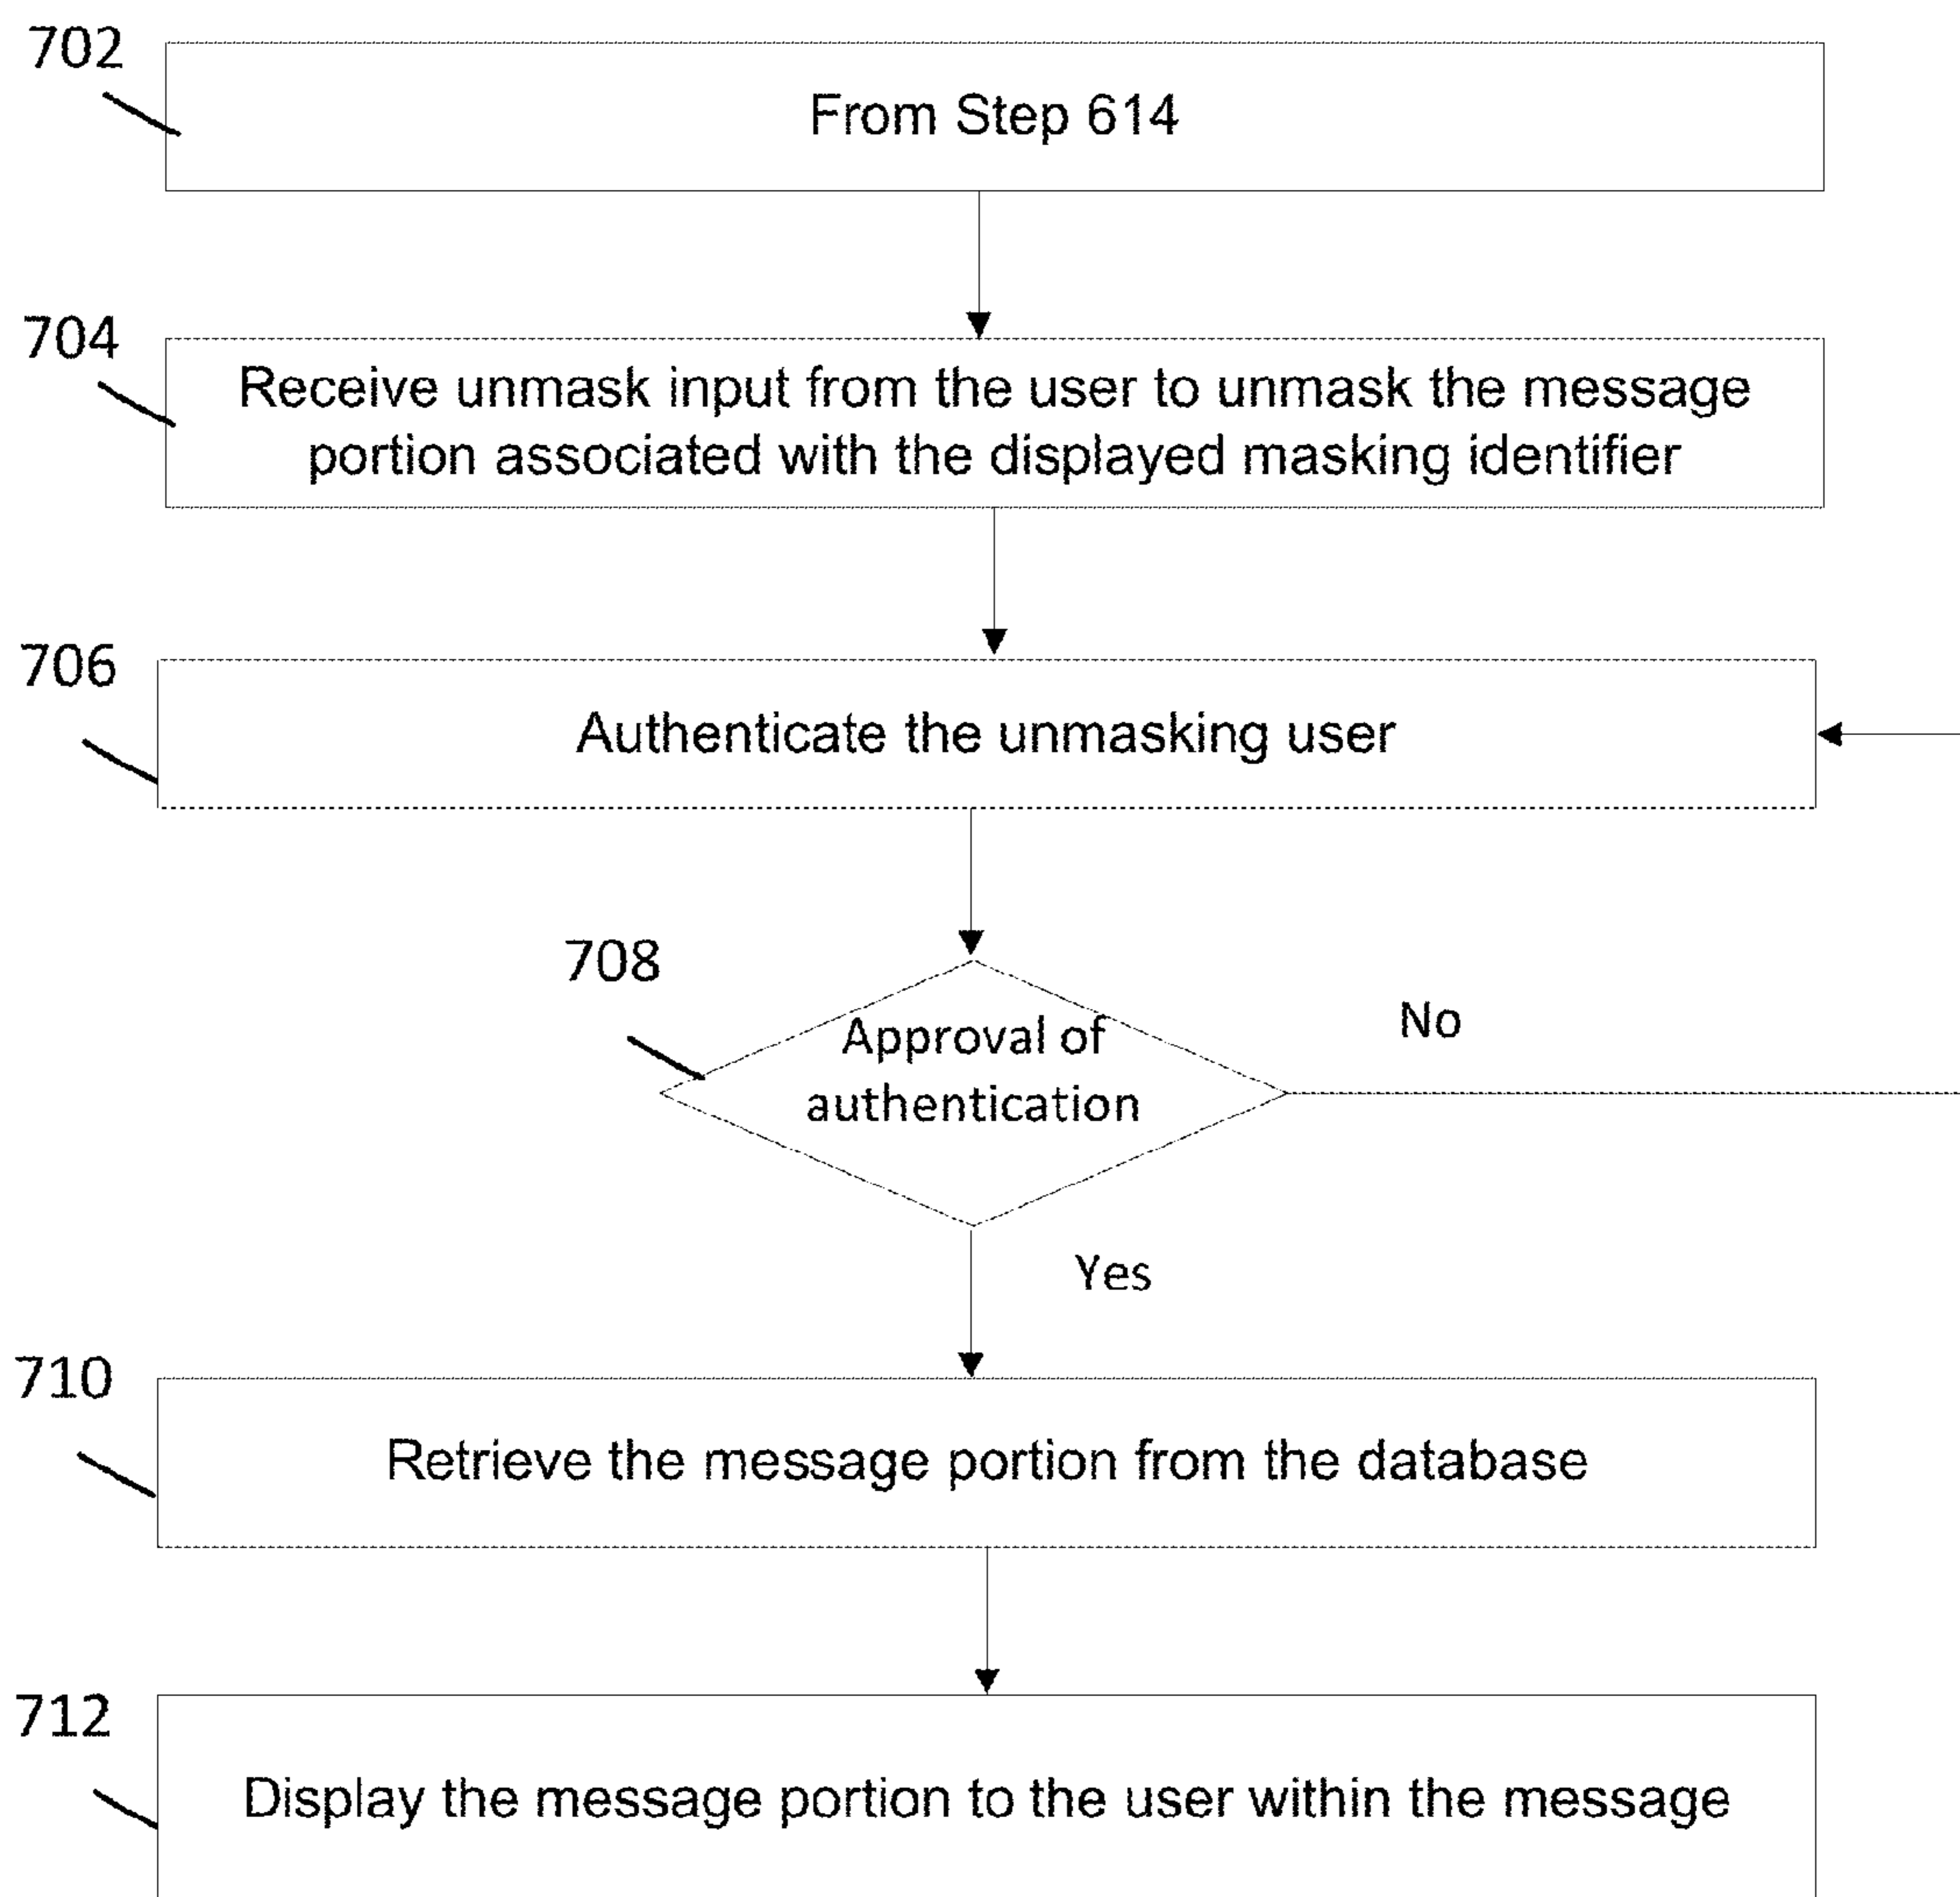 702
From Step 614
704
Receive unmask input from the user to unmask the message
portion associated with the displayed masking identifier
706
Authenticate the unmasking user
708
Approval of
authentication
No
Yes
710
Retrieve the message portion from the database
712
Display the message portion to the user within the message